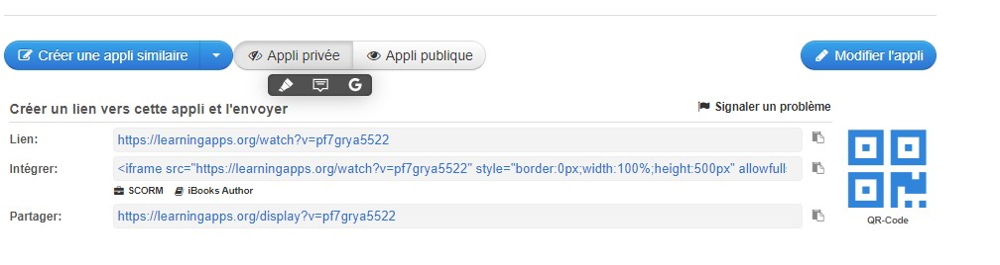 Créer une appli similaire Appli privée Appli publique Modifier l'appli
G
Créer un lien vers cette appli et l'envoyer Signaler un problème
Lien: https://learningapps.org/watch?v=pf7grya5522
Intégrer: <iframe src="https://learningapps.org/watch?v=pf7grya5522" style="border:0px;width:100%;height:500px" allowfull
SCORM iBooks Author
Partager: https://learningapps.org/display?v=pf7grya5522
QR-Code